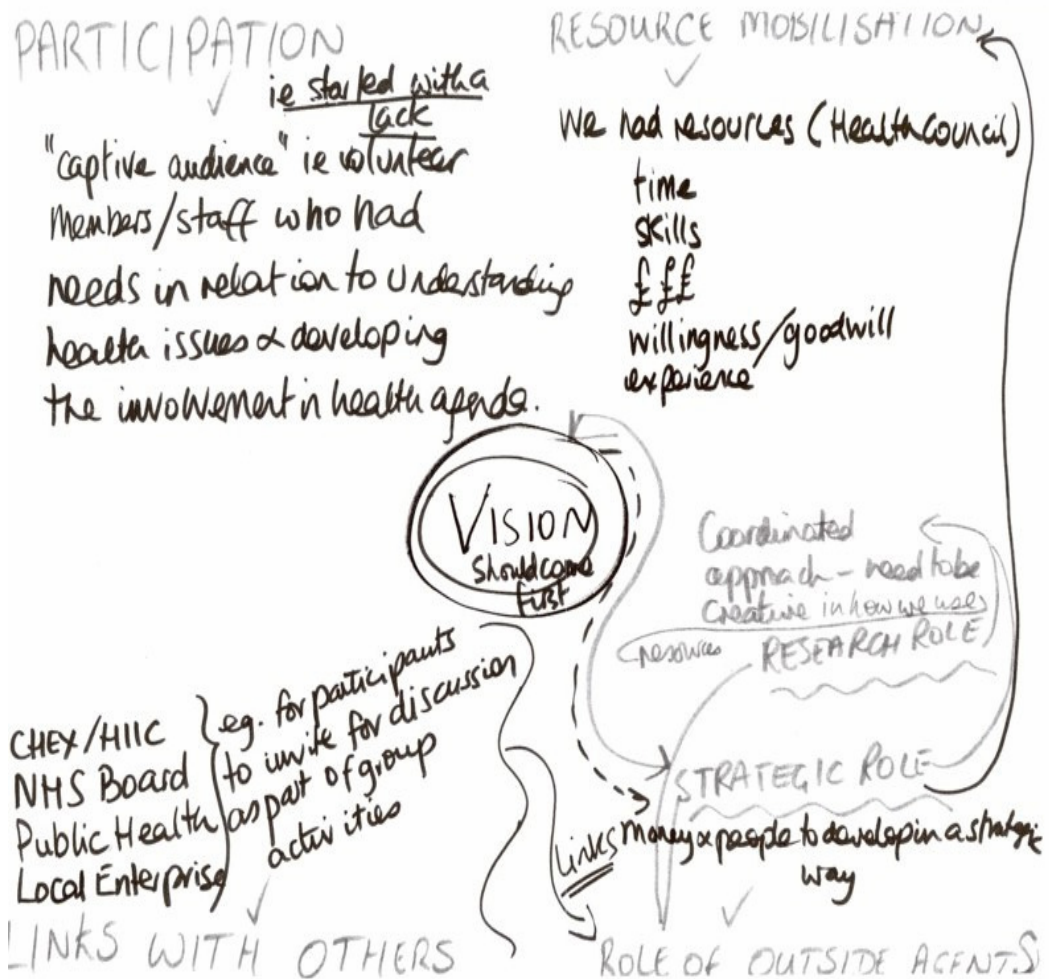 PARTICIPATION
ie started with a
lack
"captive audience" ie volunteer
members/staff who had
needs in relation to understanding
health issues & developing
the involvement in health agenda.
RESOURCE MOBILISATION
We had resources (Health Council)
time
skills
£££
willingness/goodwill
experience
VISION
should come
first
Coordinated
approach - need to be
creative in how we use
resources
RESEARCH ROLE
STRATEGIC ROLE
Links
Money & people to develop in a strategic
way
CHEX/HIIC
NHS Board
Public Health
Local Enterprise
eg. for participants
to invite for discussion
as part of group
activities
LINKS WITH OTHERS
ROLE OF OUTSIDE AGENTS